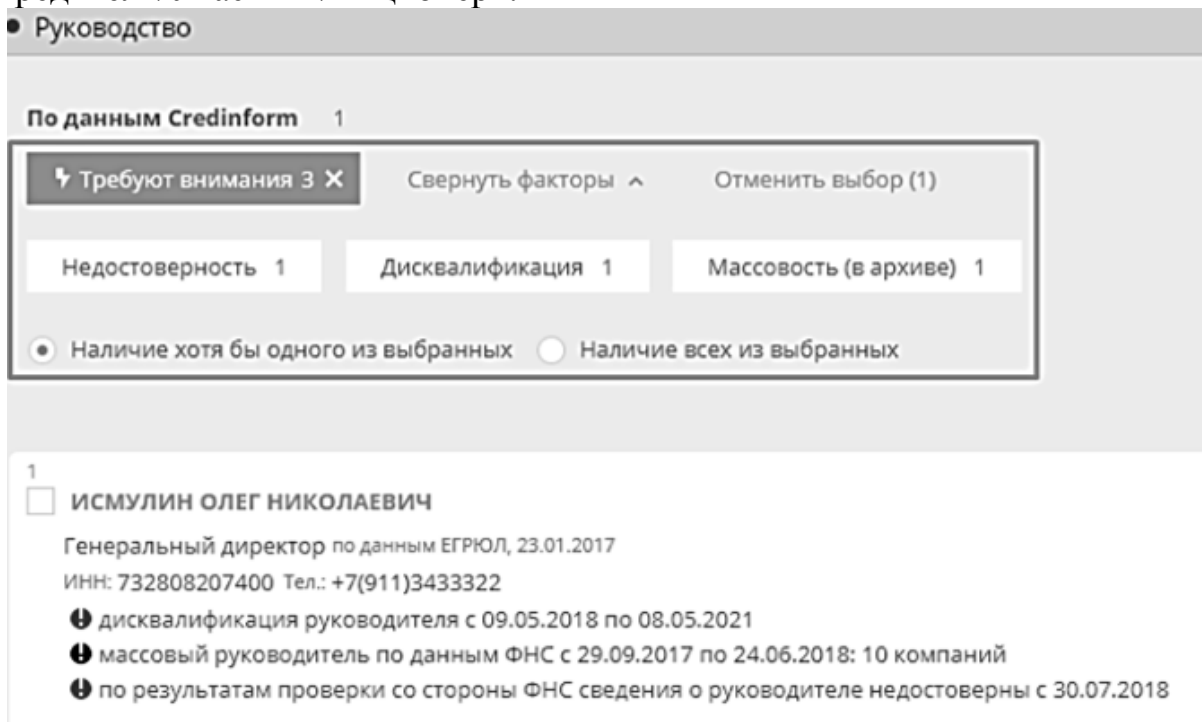 Руководство
По данным Credinform 1
Требуют внимания 3 × Свернуть факторы Отменить выбор (1)
Недостоверность 1 Дисквалификация 1 Массовость (в архиве) 1
Наличие хотя бы одного из выбранных Наличие всех из выбранных
1
ИСМУЛИН ОЛЕГ НИКОЛАЕВИЧ
Генеральный директор по данным ЕГРЮЛ, 23.01.2017
ИНН: 732808207400 Тел.: +7(911)3433322
дисквалификация руководителя с 09.05.2018 по 08.05.2021
массовый руководитель по данным ФНС с 29.09.2017 по 24.06.2018: 10 компаний
по результатам проверки со стороны ФНС сведения о руководителе недостоверны с 30.07.2018